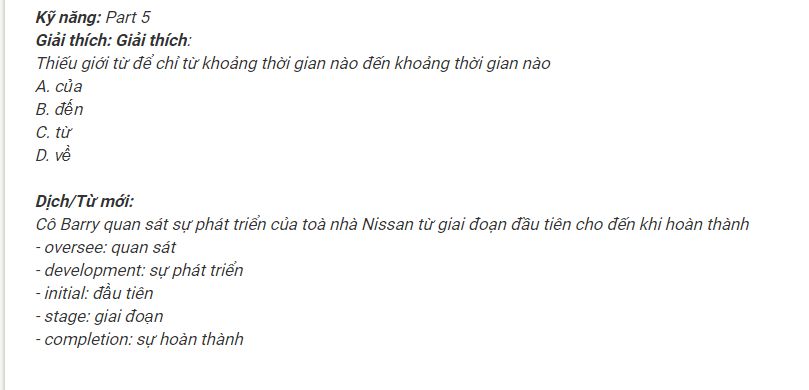 Kỹ năng: Part 5
Giải thích: Giải thích:
Thiếu giới từ để chỉ từ khoảng thời gian nào đến khoảng thời gian nào
A. của
B. đến
C. từ
D. về
Dịch/Từ mới:
Cô Barry quan sát sự phát triển của toà nhà Nissan từ giai đoạn đầu tiên cho đến khi hoàn thành
- oversee: quan sát
- development: sự phát triển
- initial: đầu tiên
- stage: giai đoạn
- completion: sự hoàn thành